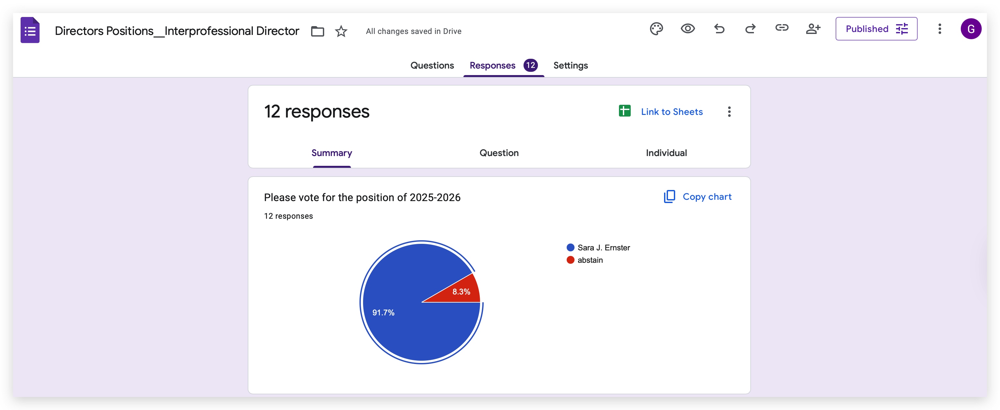 Directors Positions__Interprofessional Director
All changes saved in Drive
Published
G
Questions
Responses 12
Settings
12 responses
Link to Sheets
Summary
Question
Individual
Please vote for the position of 2025-2026
Copy chart
12 responses
Sara J. Ernster
abstain
8.3%
91.7%